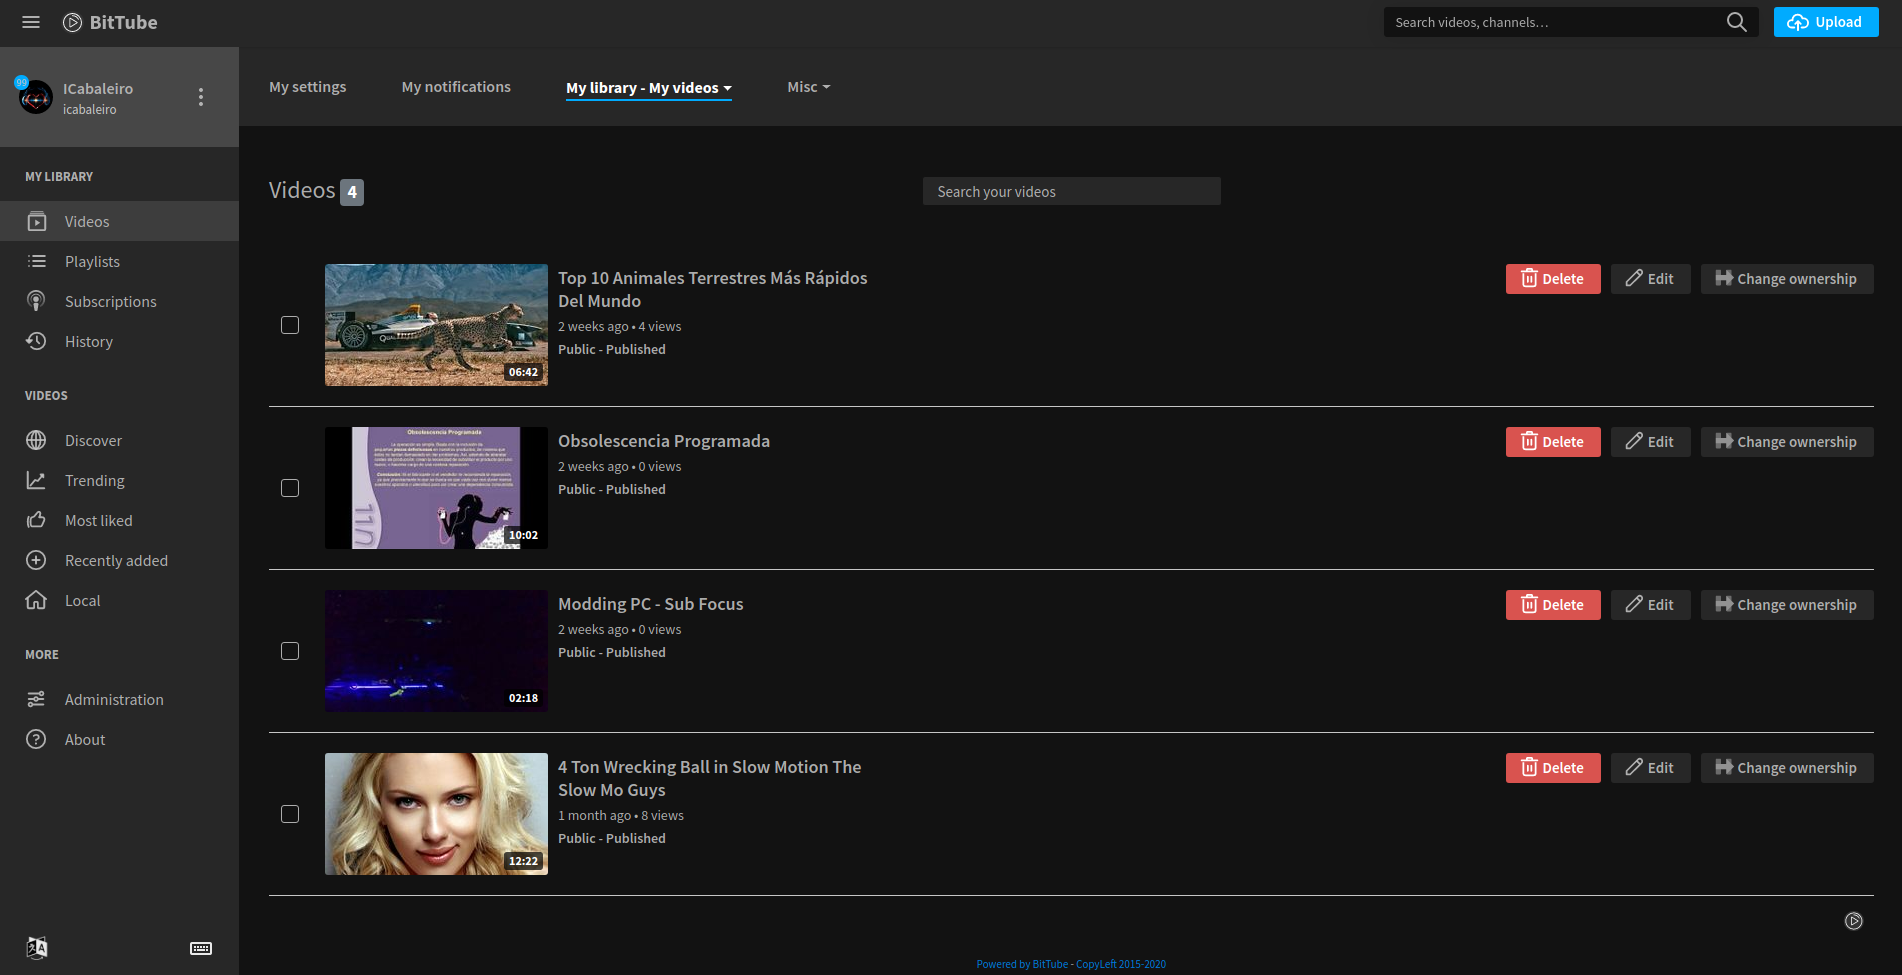 BitTube
Search videos, channels...
Upload
99
ICabaleiro
icabaleiro
My settings
My notifications
My library - My videos
Misc
MY LIBRARY
Videos
Playlists
Subscriptions
History
VIDEOS
Discover
Trending
Most liked
Recently added
Local
MORE
Administration
About
Videos 4
Search your videos
Top 10 Animales Terrestres Más Rápidos
Del Mundo
2 weeks ago • 4 views
Public - Published
06:42
Delete
Edit
Change ownership
Obsolescencia Programada
Obsolescencia Programada
2 weeks ago • 0 views
Public - Published
10:02
Delete
Edit
Change ownership
Modding PC - Sub Focus
2 weeks ago • 0 views
Public - Published
02:18
Delete
Edit
Change ownership
4 Ton Wrecking Ball in Slow Motion The
Slow Mo Guys
1 month ago • 8 views
Public - Published
12:22
Delete
Edit
Change ownership
Powered by BitTube - CopyLeft 2015-2020